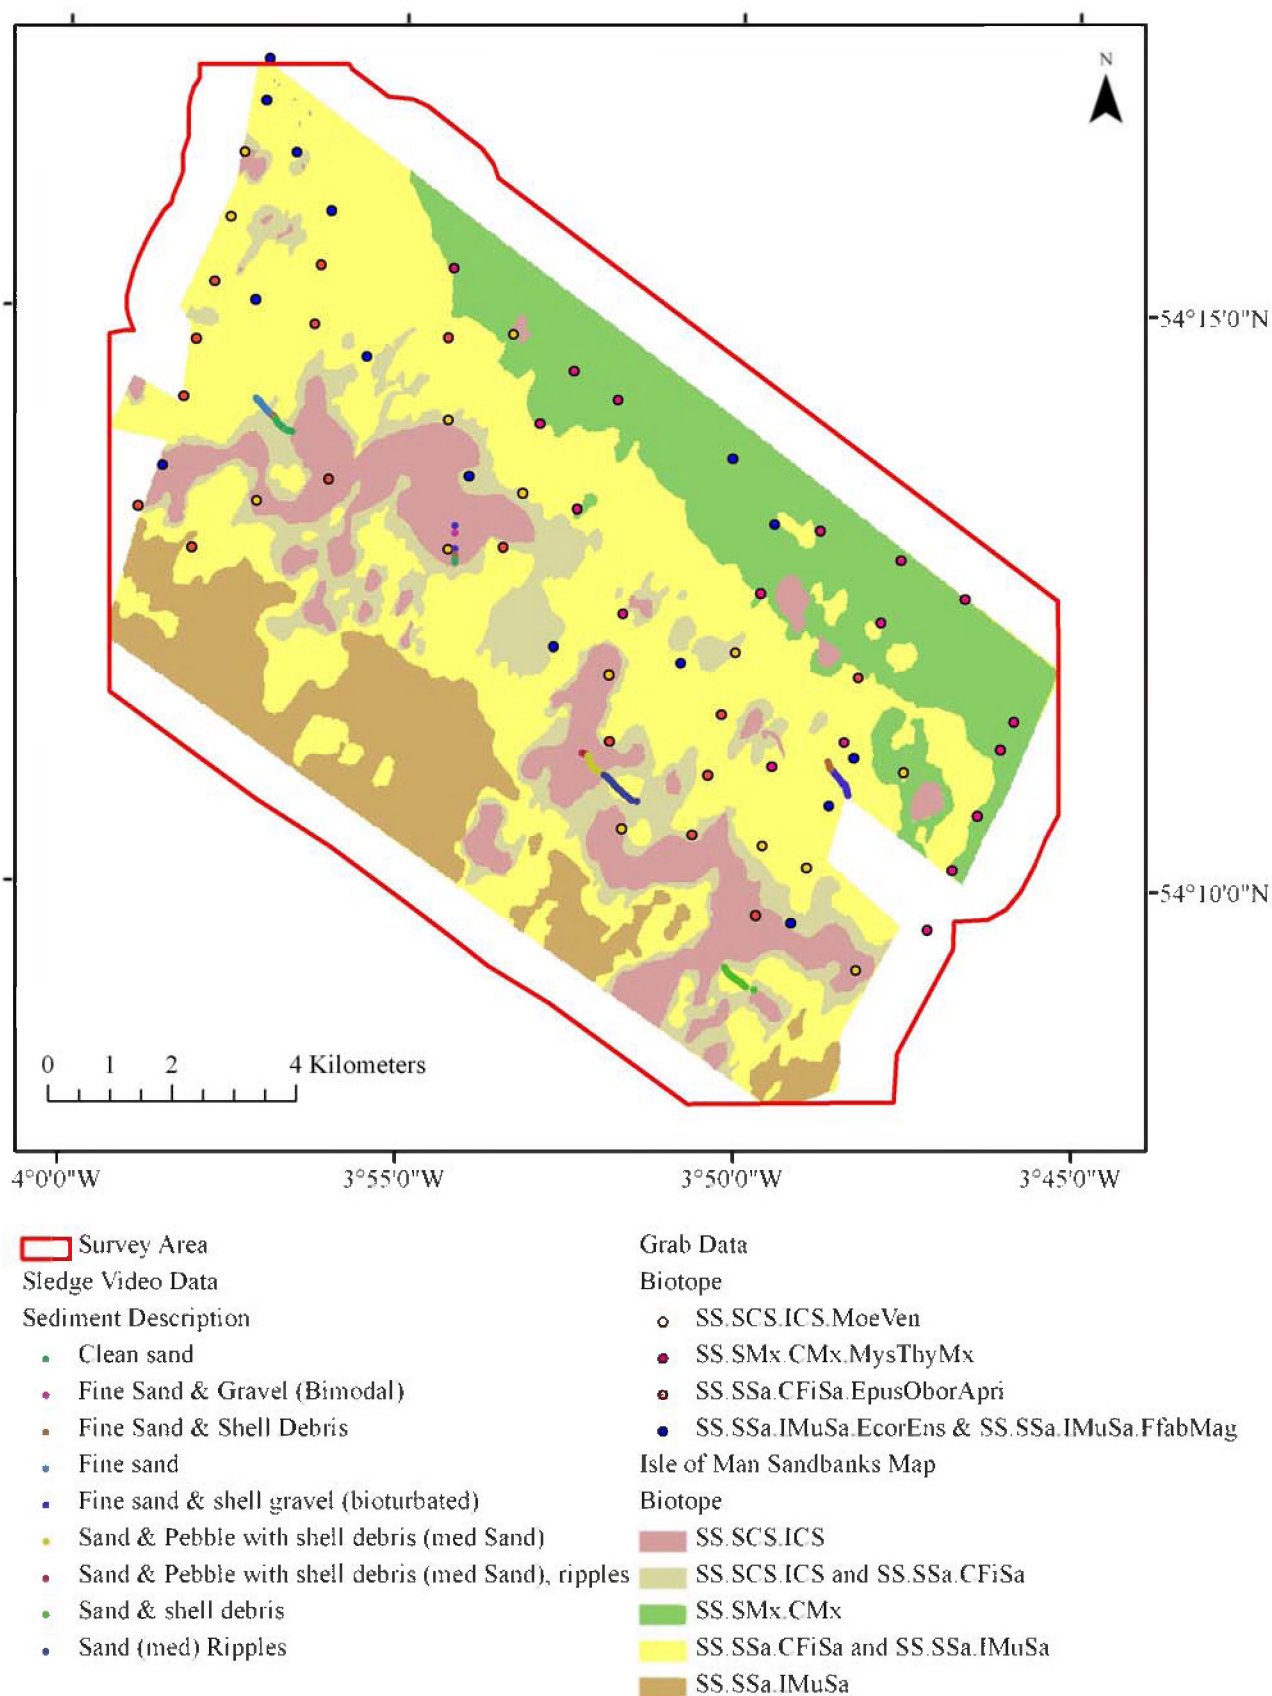 N
54°15'0"N
54°10'0"N
0 1 2 4 Kilometers
4°0'0"W 3°55'0"W 3°50'0"W 3°45'0"W
Survey Area
Sledge Video Data
Sediment Description
Clean sand
Fine Sand & Gravel (Bimodal)
Fine Sand & Shell Debris
Fine sand
Fine sand & shell gravel (bioturbated)
Sand & Pebble with shell debris (med Sand)
Sand & Pebble with shell debris (med Sand), ripples
Sand & shell debris
Sand (med) Ripples
Grab Data
Biotope
SS.SCS.ICS.MoeVen
SS.SMx.CMx.MysThyMx
SS.SSa.CFiSa.EpusOborApri
SS.SSa.IMuSa.EcorEns & SS.SSa.IMuSa.FfabMag
Isle of Man Sandbanks Map
Biotope
SS.SCS.ICS
SS.SCS.ICS and SS.SSa.CFiSa
SS.SMx.CMx
SS.SSa.CFiSa and SS.SSa.IMuSa
SS.SSa.IMuSa